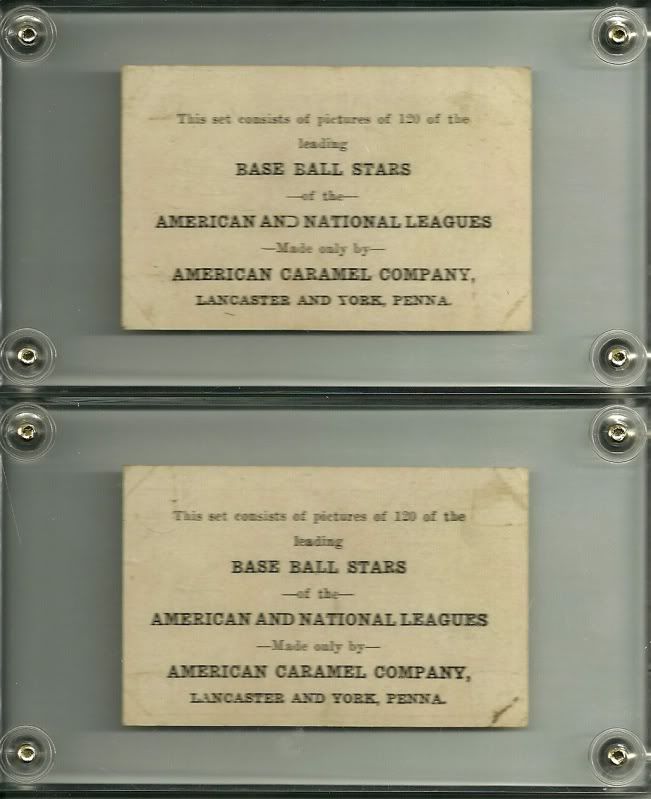 This set consists of pictures of 120 of the
leading
BASE BALL STARS
—of the—
AMERICAN AND NATIONAL LEAGUES
—Made only by—
AMERICAN CARAMEL COMPANY,
LANCASTER AND YORK, PENNA.
This set consists of pictures of 120 of the
leading
BASE BALL STARS
—of the—
AMERICAN AND NATIONAL LEAGUES
—Made only by—
AMERICAN CARAMEL COMPANY,
LANCASTER AND YORK, PENNA.